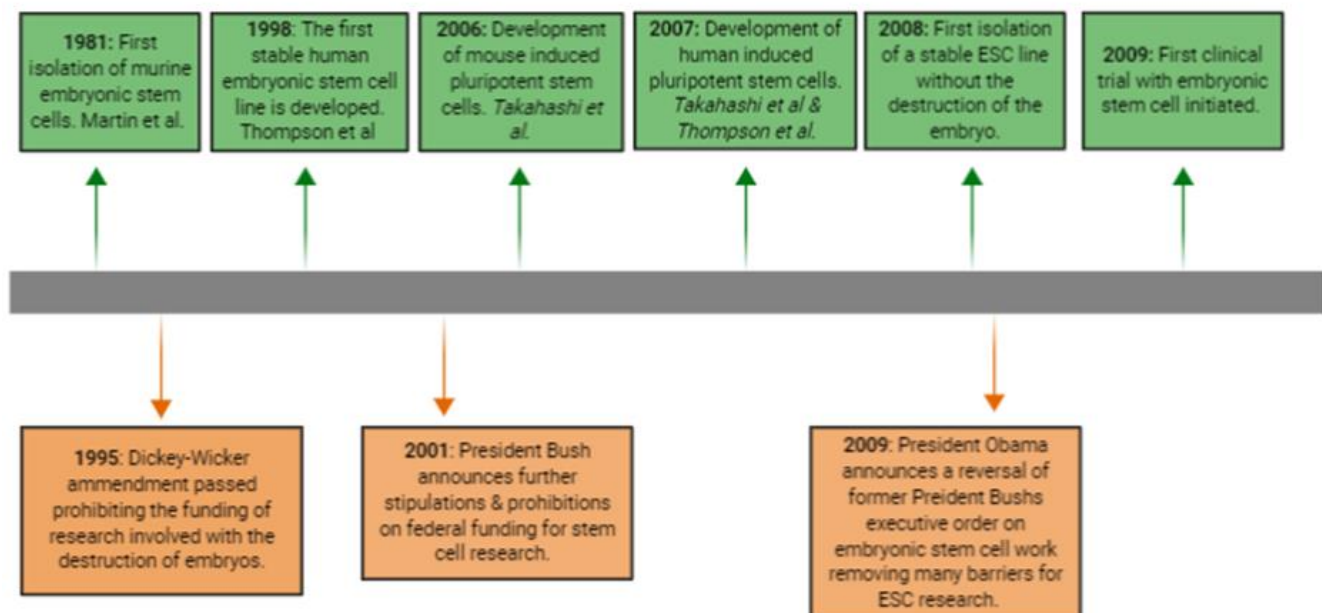 1981: First
isolation of murine
embryonic stem
cells. Martin et al.
1998: The first
stable human
embryonic stem cell
line is developed.
Thompson et al
2006: Development
of mouse induced
pluripotent stem
cells. Takahashi et
al.
2007: Development of
human induced
pluripotent stem cells.
Takahashi et al &
Thompson et al.
2008: First isolation
of a stable ESC line
without the
destruction of the
embryo.
2009: First clinical
trial with embryonic
stem cell initiated.
1995: Dickey-Wicker
ammendment passed
prohibiting the funding of
research involved with the
destruction of embryos.
2001: President Bush
announces further
stipulations & prohibitions
on federal funding for stem
cell research.
2009: President Obama
announces a reversal of
former Preident Bushs
executive order on
embryonic stem cell work
removing many barriers for
ESC research.